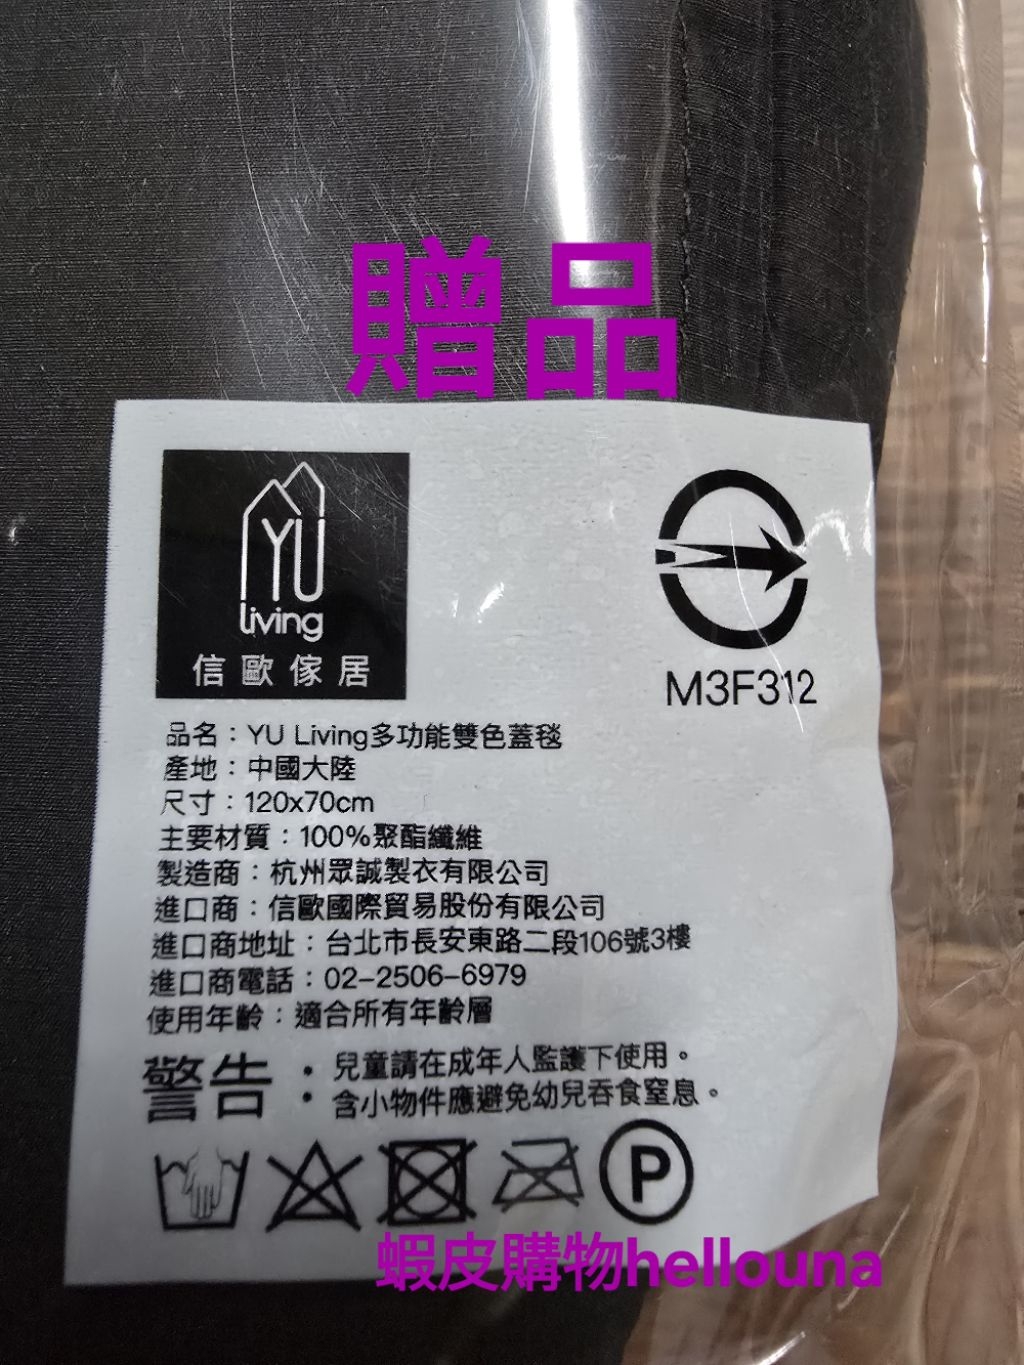 贈品
YU
living
信歐傢居
M3F312
品名：YU Living多功能雙色蓋毯
產地：中國大陸
尺寸：120x70cm
主要材質：100%聚酯纖維
製造商：杭州眾誠製衣有限公司
進口商：信歐國際貿易股份有限公司
進口商地址：台北市長安東路二段106號3樓
進口商電話：02-2506-6979
使用年齡：適合所有年齡層
警告：兒童請在成年人監護下使用。
含小物件應避免幼兒吞食窒息。
P
蝦皮購物hellouna